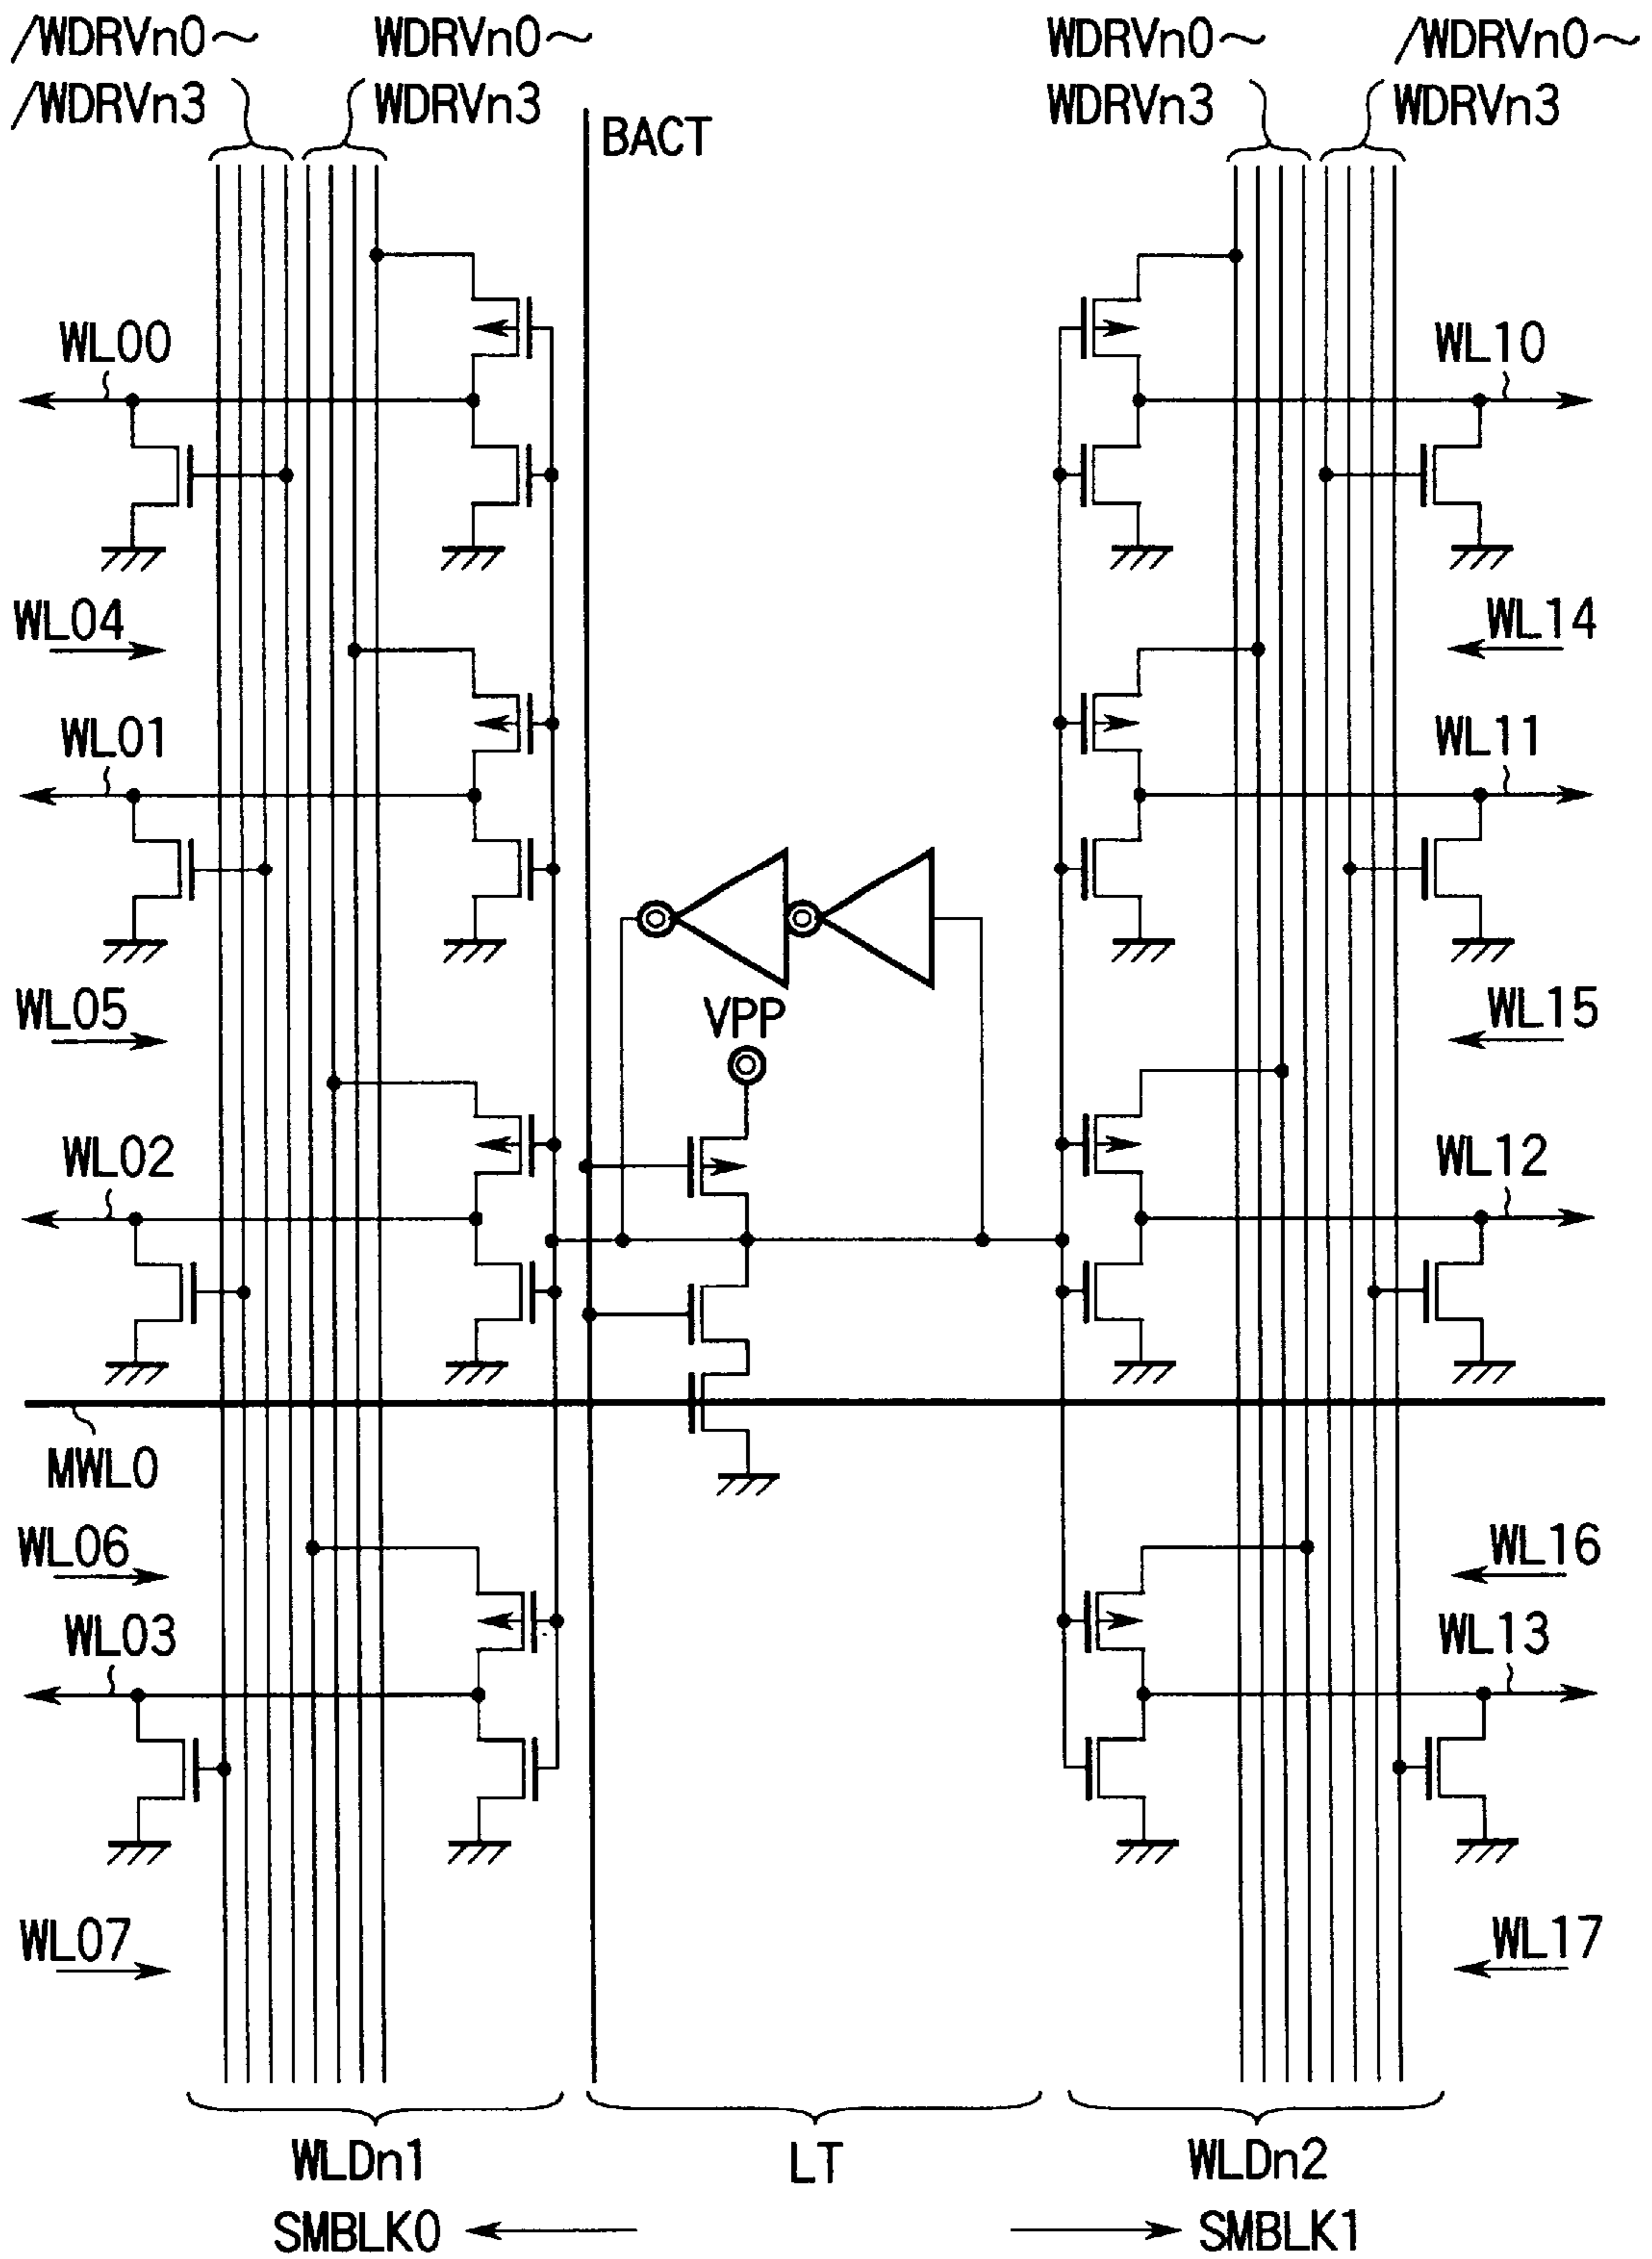 /WDRVn0~
/WDRVn3
WDRVn0~
WDRVn3
WDRVn0~
WDRVn3
/WDRVn0~
WDRVn3
BACT
WL00
WL10
WL04
WL14
WL01
WL11
WL05
WL15
VPP
WL02
WL12
MWL0
WL06
WL16
WL03
WL13
WL07
WL17
WLDn1
LT
WLDn2
SMBLK0
SMBLK1